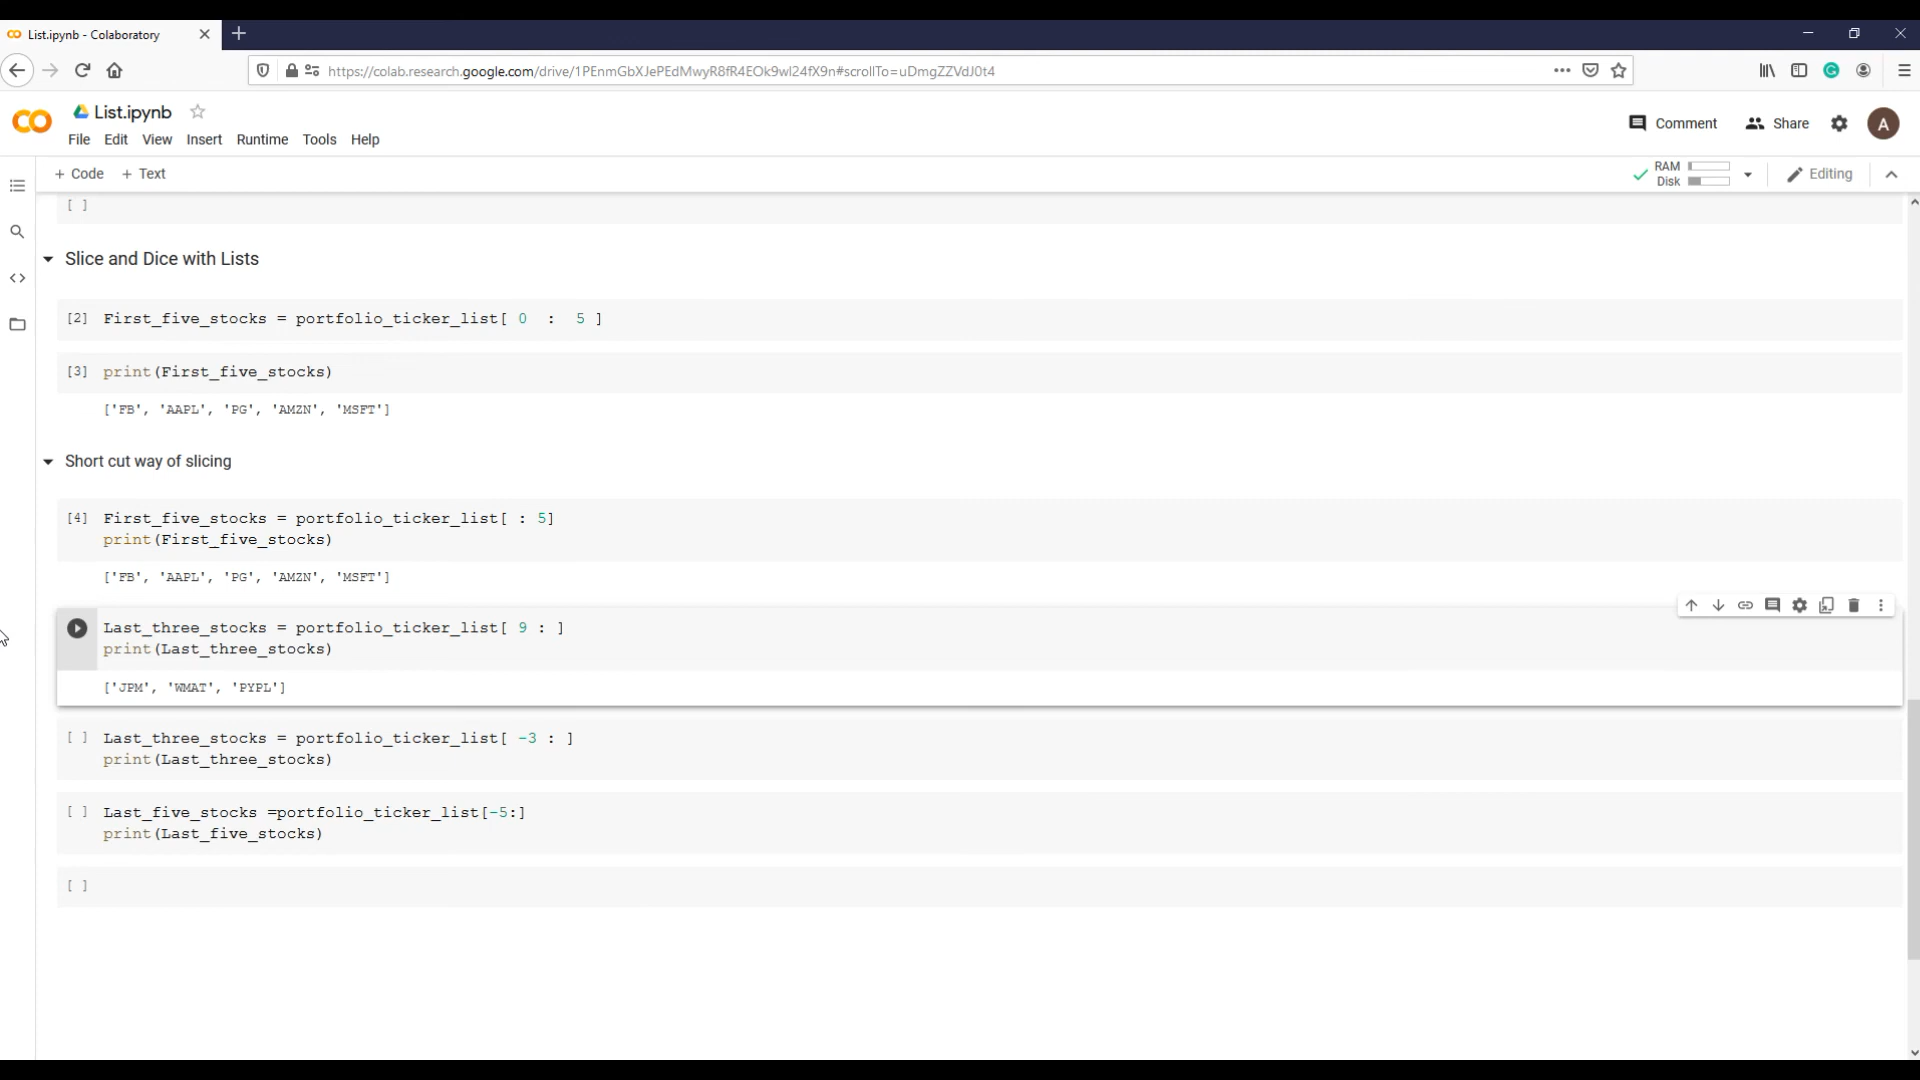 List.ipynb - Colaboratory
https://colab.research.google.com/drive/1PEnmGbXJePEdMwyR8fR4EOk9wl24fX9n#scrollTo=uDmgZZVdJ0t4
List.ipynb
File Edit View Insert Runtime Tools Help
Comment Share A
+ Code + Text
RAM
Disk
Editing
[ ]
Slice and Dice with Lists
[2] First_five_stocks = portfolio_ticker_list[ 0 : 5 ]
[3] print(First_five_stocks)
['FB', 'AAPL', 'PG', 'AMZN', 'MSFT']
Short cut way of slicing
[4] First_five_stocks = portfolio_ticker_list[ : 5]
print(First_five_stocks)
['FB', 'AAPL', 'PG', 'AMZN', 'MSFT']
Last_three_stocks = portfolio_ticker_list[ 9 : ]
print(Last_three_stocks)
['JPM', 'WMAT', 'PYPL']
[ ] Last_three_stocks = portfolio_ticker_list[ -3 : ]
print(Last_three_stocks)
[ ] Last_five_stocks =portfolio_ticker_list[-5:]
print(Last_five_stocks)
[ ]